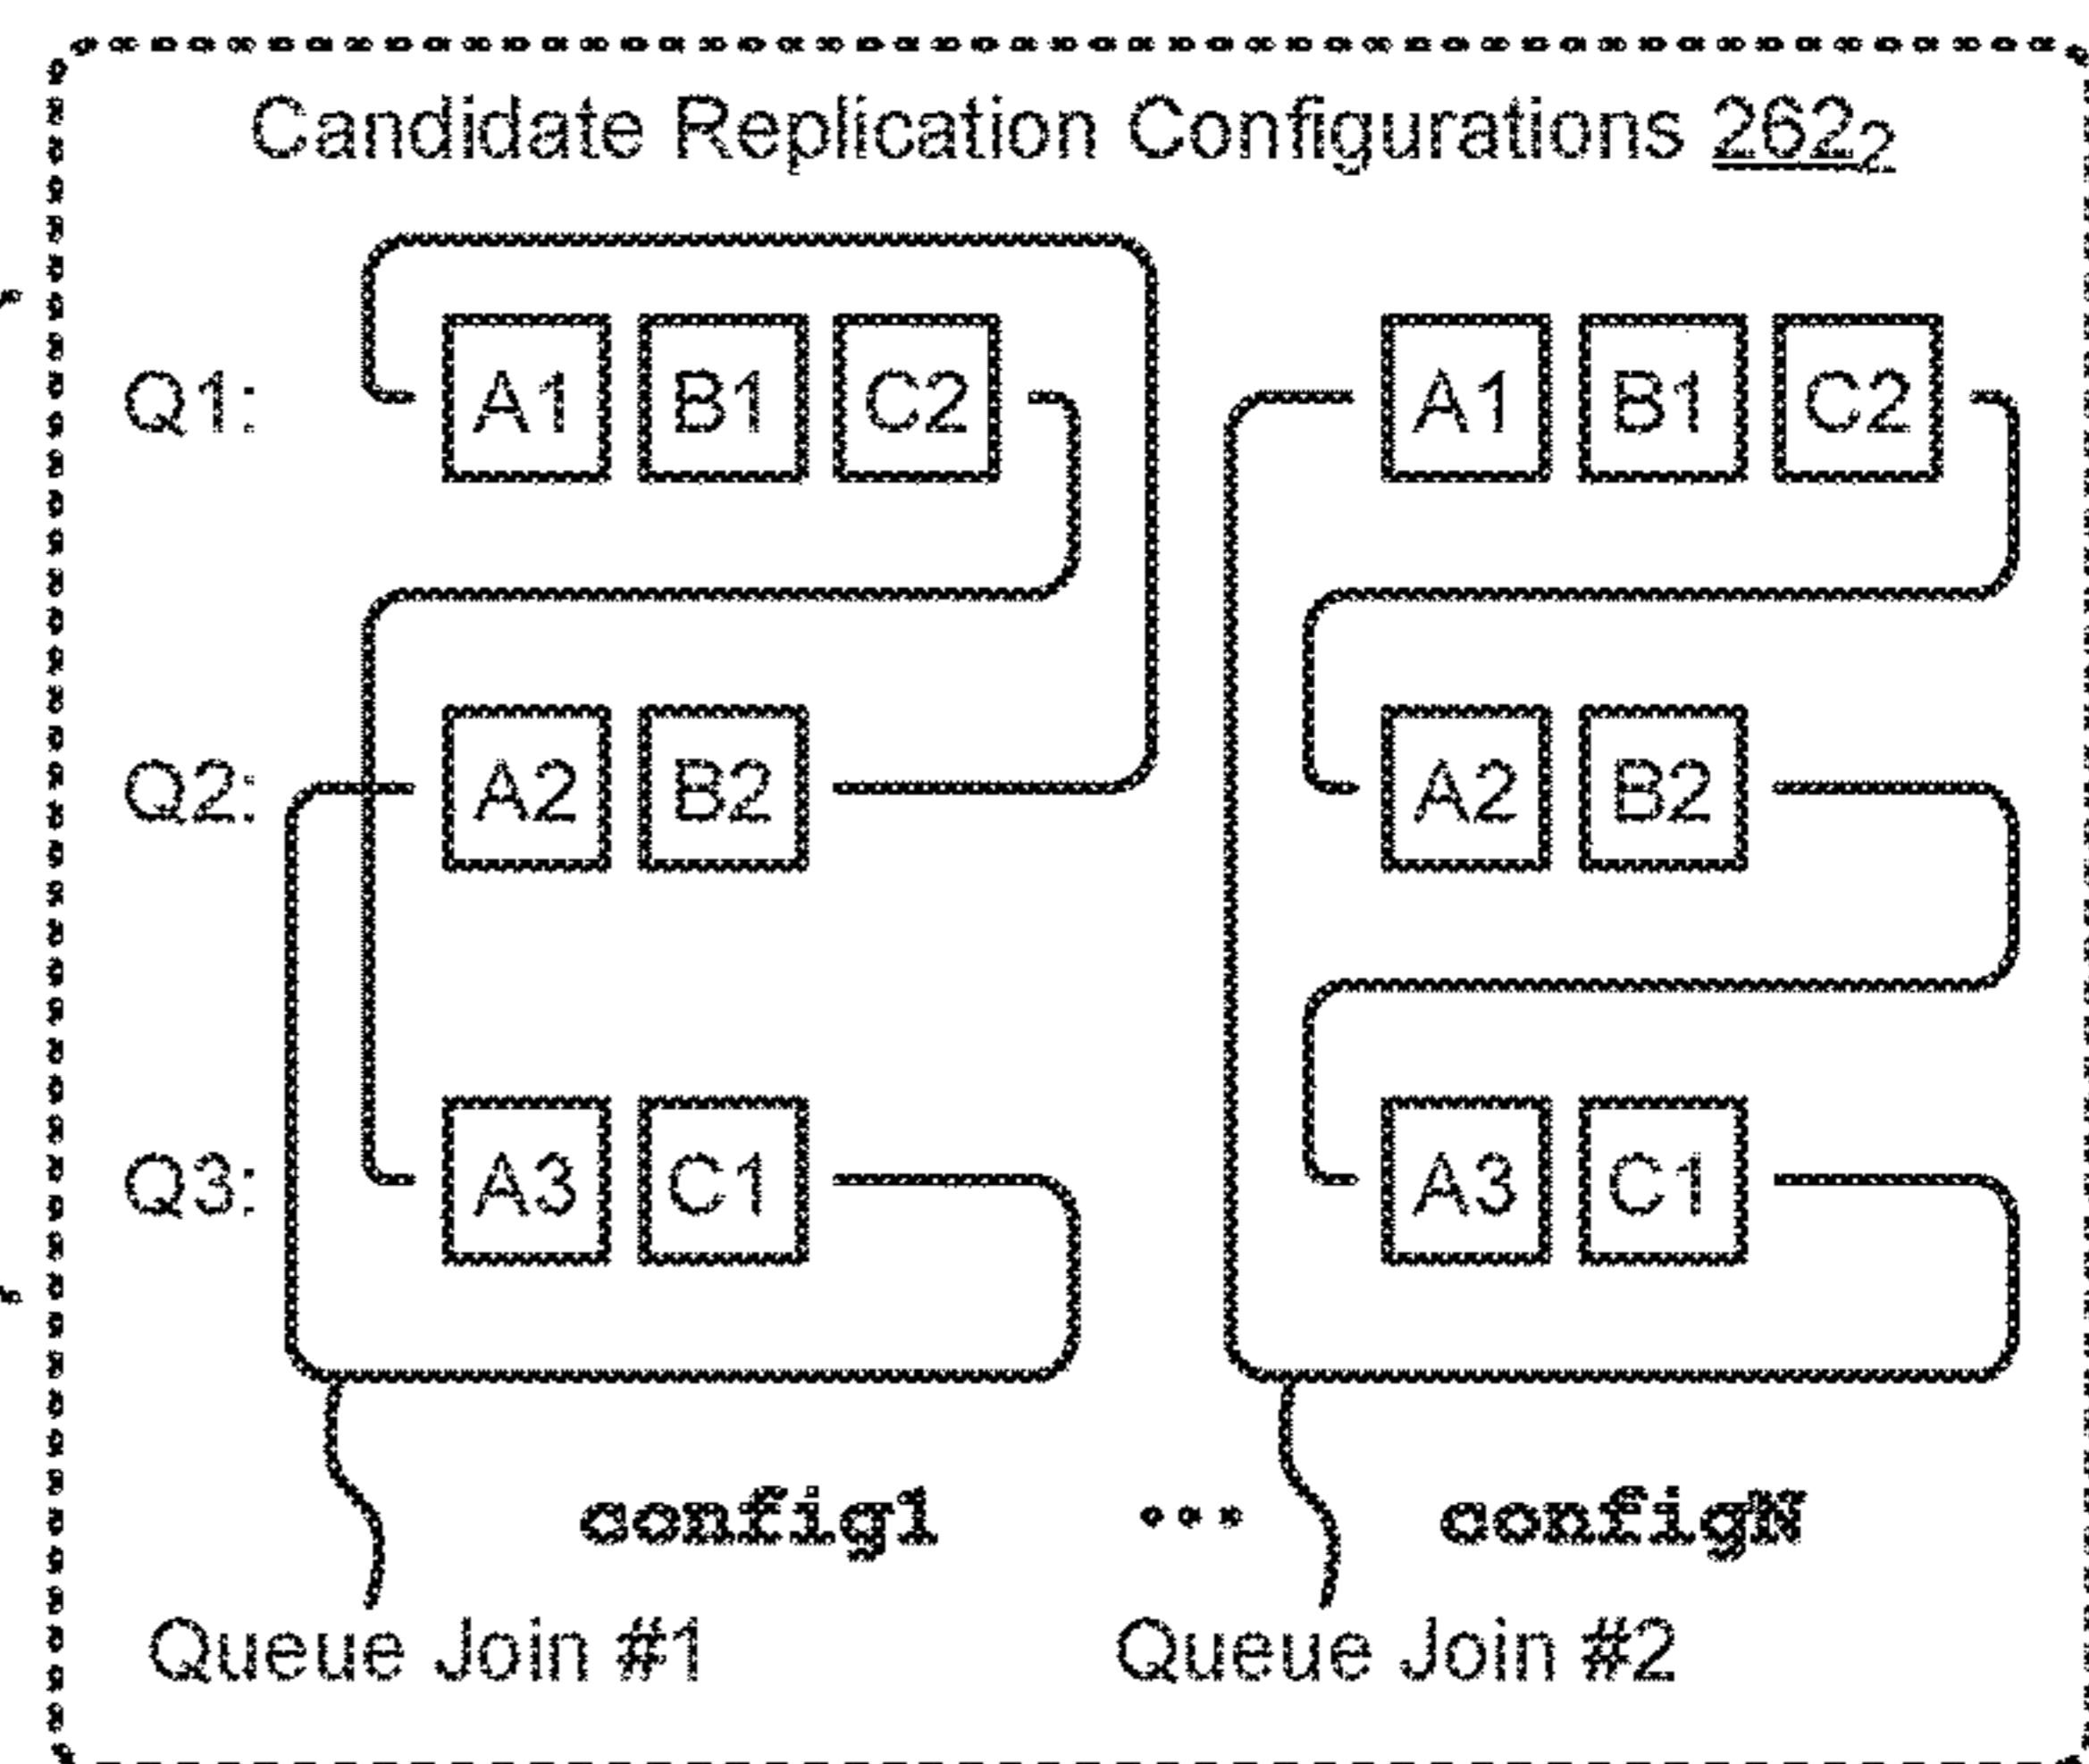 Candidate Replication Configurations 262₂
Q1: A1 B1 C2 A1 B1 C2
Q2: A2 B2 A2 B2
Q3: A3 C1 A3 C1
config1 ... configN
Queue Join #1 Queue Join #2